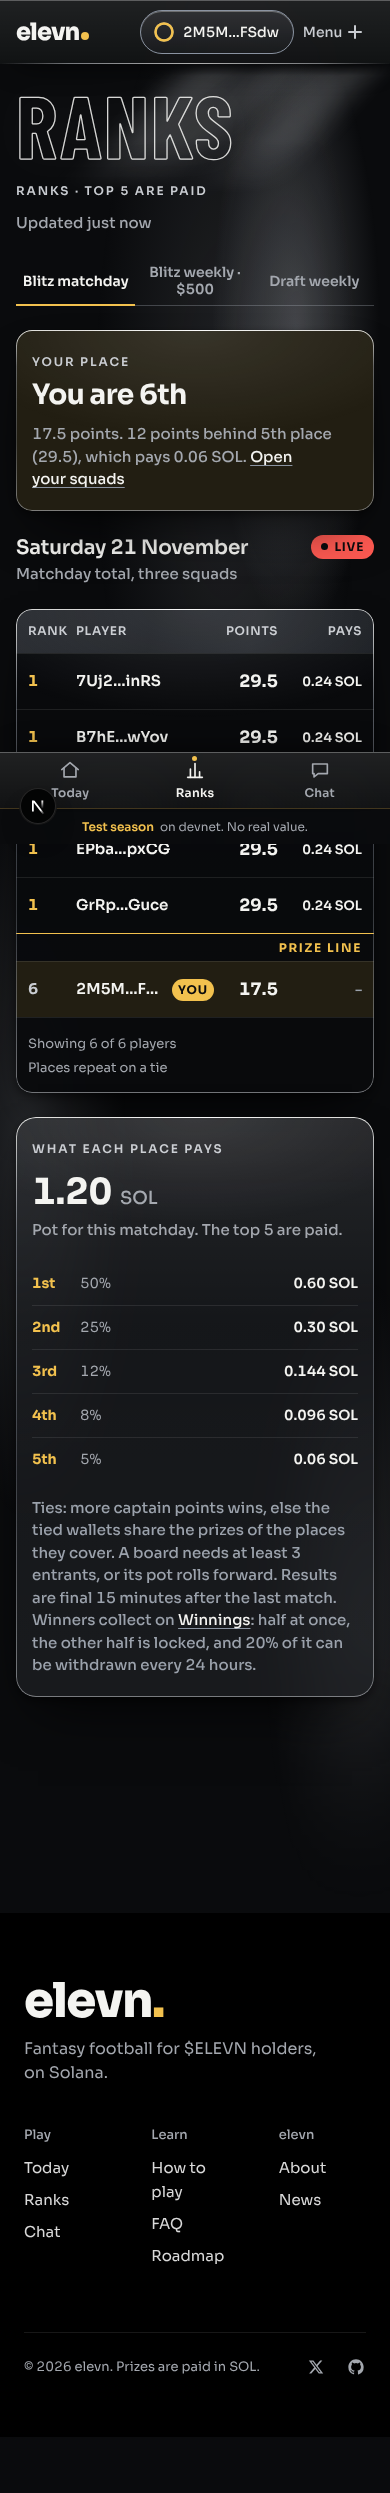 elevn.
2M5M...FSdw
Menu
RANKS
RANKS · TOP 5 ARE PAID
Updated just now
Blitz matchday
Blitz weekly · $500
Draft weekly
YOUR PLACE
You are 6th
17.5 points. 12 points behind 5th place
(29.5), which pays 0.06 SOL. Open
your squads
Saturday 21 November
LIVE
Matchday total, three squads
RANK PLAYER POINTS PAYS
1 7Uj2...inRS 29.5 0.24 SOL
1 B7hE...wYov 29.5 0.24 SOL
Today
Ranks
Chat
N
Test season on devnet. No real value.
1 EPba...pxCG 29.5 0.24 SOL
1 GrRp...Guce 29.5 0.24 SOL
PRIZE LINE
6 2M5M...F... YOU 17.5 –
Showing 6 of 6 players
Places repeat on a tie
WHAT EACH PLACE PAYS
1.20 SOL
Pot for this matchday. The top 5 are paid.
1st 50% 0.60 SOL
2nd 25% 0.30 SOL
3rd 12% 0.144 SOL
4th 8% 0.096 SOL
5th 5% 0.06 SOL
Ties: more captain points wins, else the
tied wallets share the prizes of the places
they cover. A board needs at least 3
entrants, or its pot rolls forward. Results
are final 15 minutes after the last match.
Winners collect on Winnings: half at once,
the other half is locked, and 20% of it can
be withdrawn every 24 hours.
elevn.
Fantasy football for $ELEVN holders,
on Solana.
Play
Today
Ranks
Chat
Learn
How to
play
FAQ
Roadmap
elevn
About
News
© 2026 elevn. Prizes are paid in SOL.